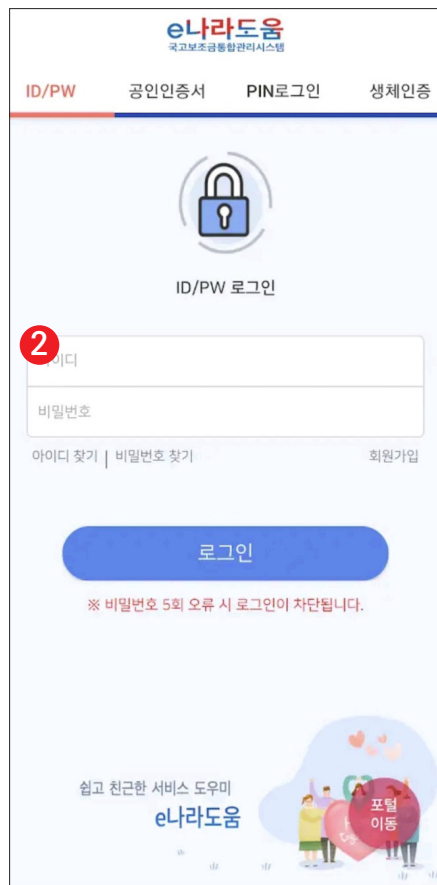 e나라도움
국고보조금통합관리시스템
ID/PW 공인인증서 PIN로그인 생체인증
ID/PW 로그인
2
이디
비밀번호
아이디 찾기 | 비밀번호 찾기 회원가입
로그인
※ 비밀번호 5회 오류 시 로그인이 차단됩니다.
쉽고 친근한 서비스 도우미
e나라도움
포털
이동